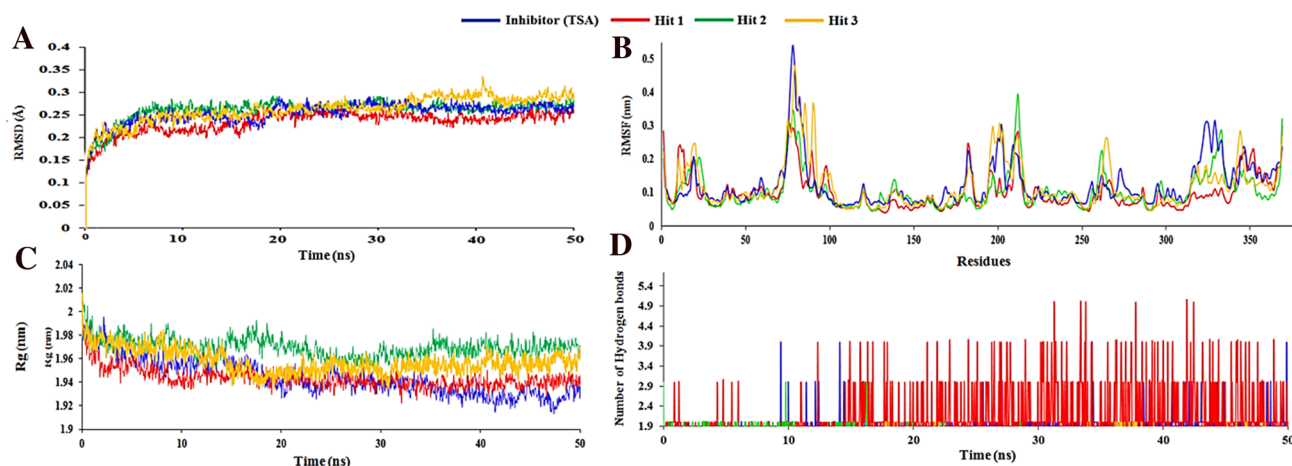 Inhibitor (TSA) Hit 1 Hit 2 Hit 3
A
0.4
0.35
0.3
0.25
0.2
0.15
0.1
0.05
0
RMSD (Å)
0 10 20 30 40 50
Time (ns)
B
0.5
0.4
0.3
0.2
0.1
0
RMSF (nm)
0 50 100 150 200 250 300 350
Residues
C
2.04
2.02
2
1.98
1.96
1.94
1.92
1.9
Rg (nm)
Rg (nm)
0 10 20 30 40 50
Time (ns)
D
5.4
4.9
4.4
3.9
3.4
2.9
2.4
1.9
Number of Hydrogen bonds
0 10 20 30 40 50
Time (ns)